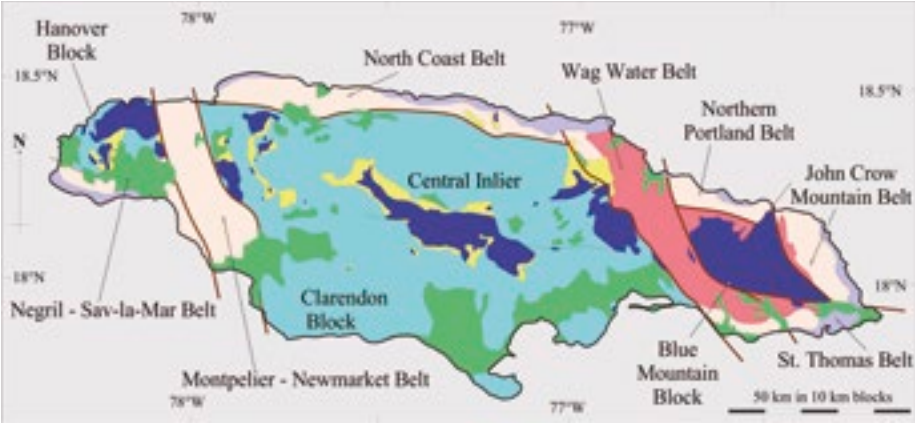 78°W
77°W
Hanover
Block
North Coast Belt
Wag Water Belt
18.5°N
18.5°N
Northern
Portland Belt
N
John Crow
Mountain Belt
Central Inlier
18°N
18°N
Clarendon
Block
Negril - Sav-la-Mar Belt
Blue
Mountain
Block
St. Thomas Belt
Montpelier - Newmarket Belt
78°W
77°W
50 km in 10 km blocks